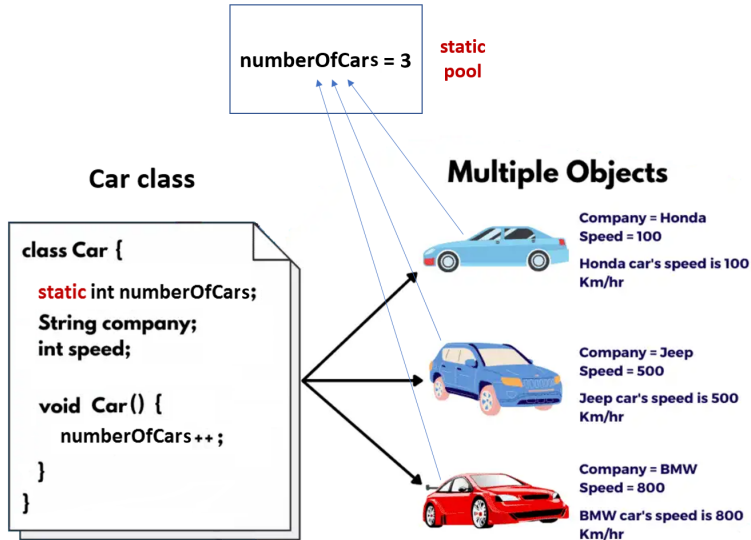 numberOfCars = 3
static
pool
Car class
Multiple Objects
class Car {
static int numberOfCars;
String company;
int speed;
void Car() {
numberOfCars++;
}
}
Company = Honda
Speed = 100
Honda car's speed is 100
Km/hr
Company = Jeep
Speed = 500
Jeep car's speed is 500
Km/hr
Company = BMW
Speed = 800
BMW car's speed is 800
Km/hr